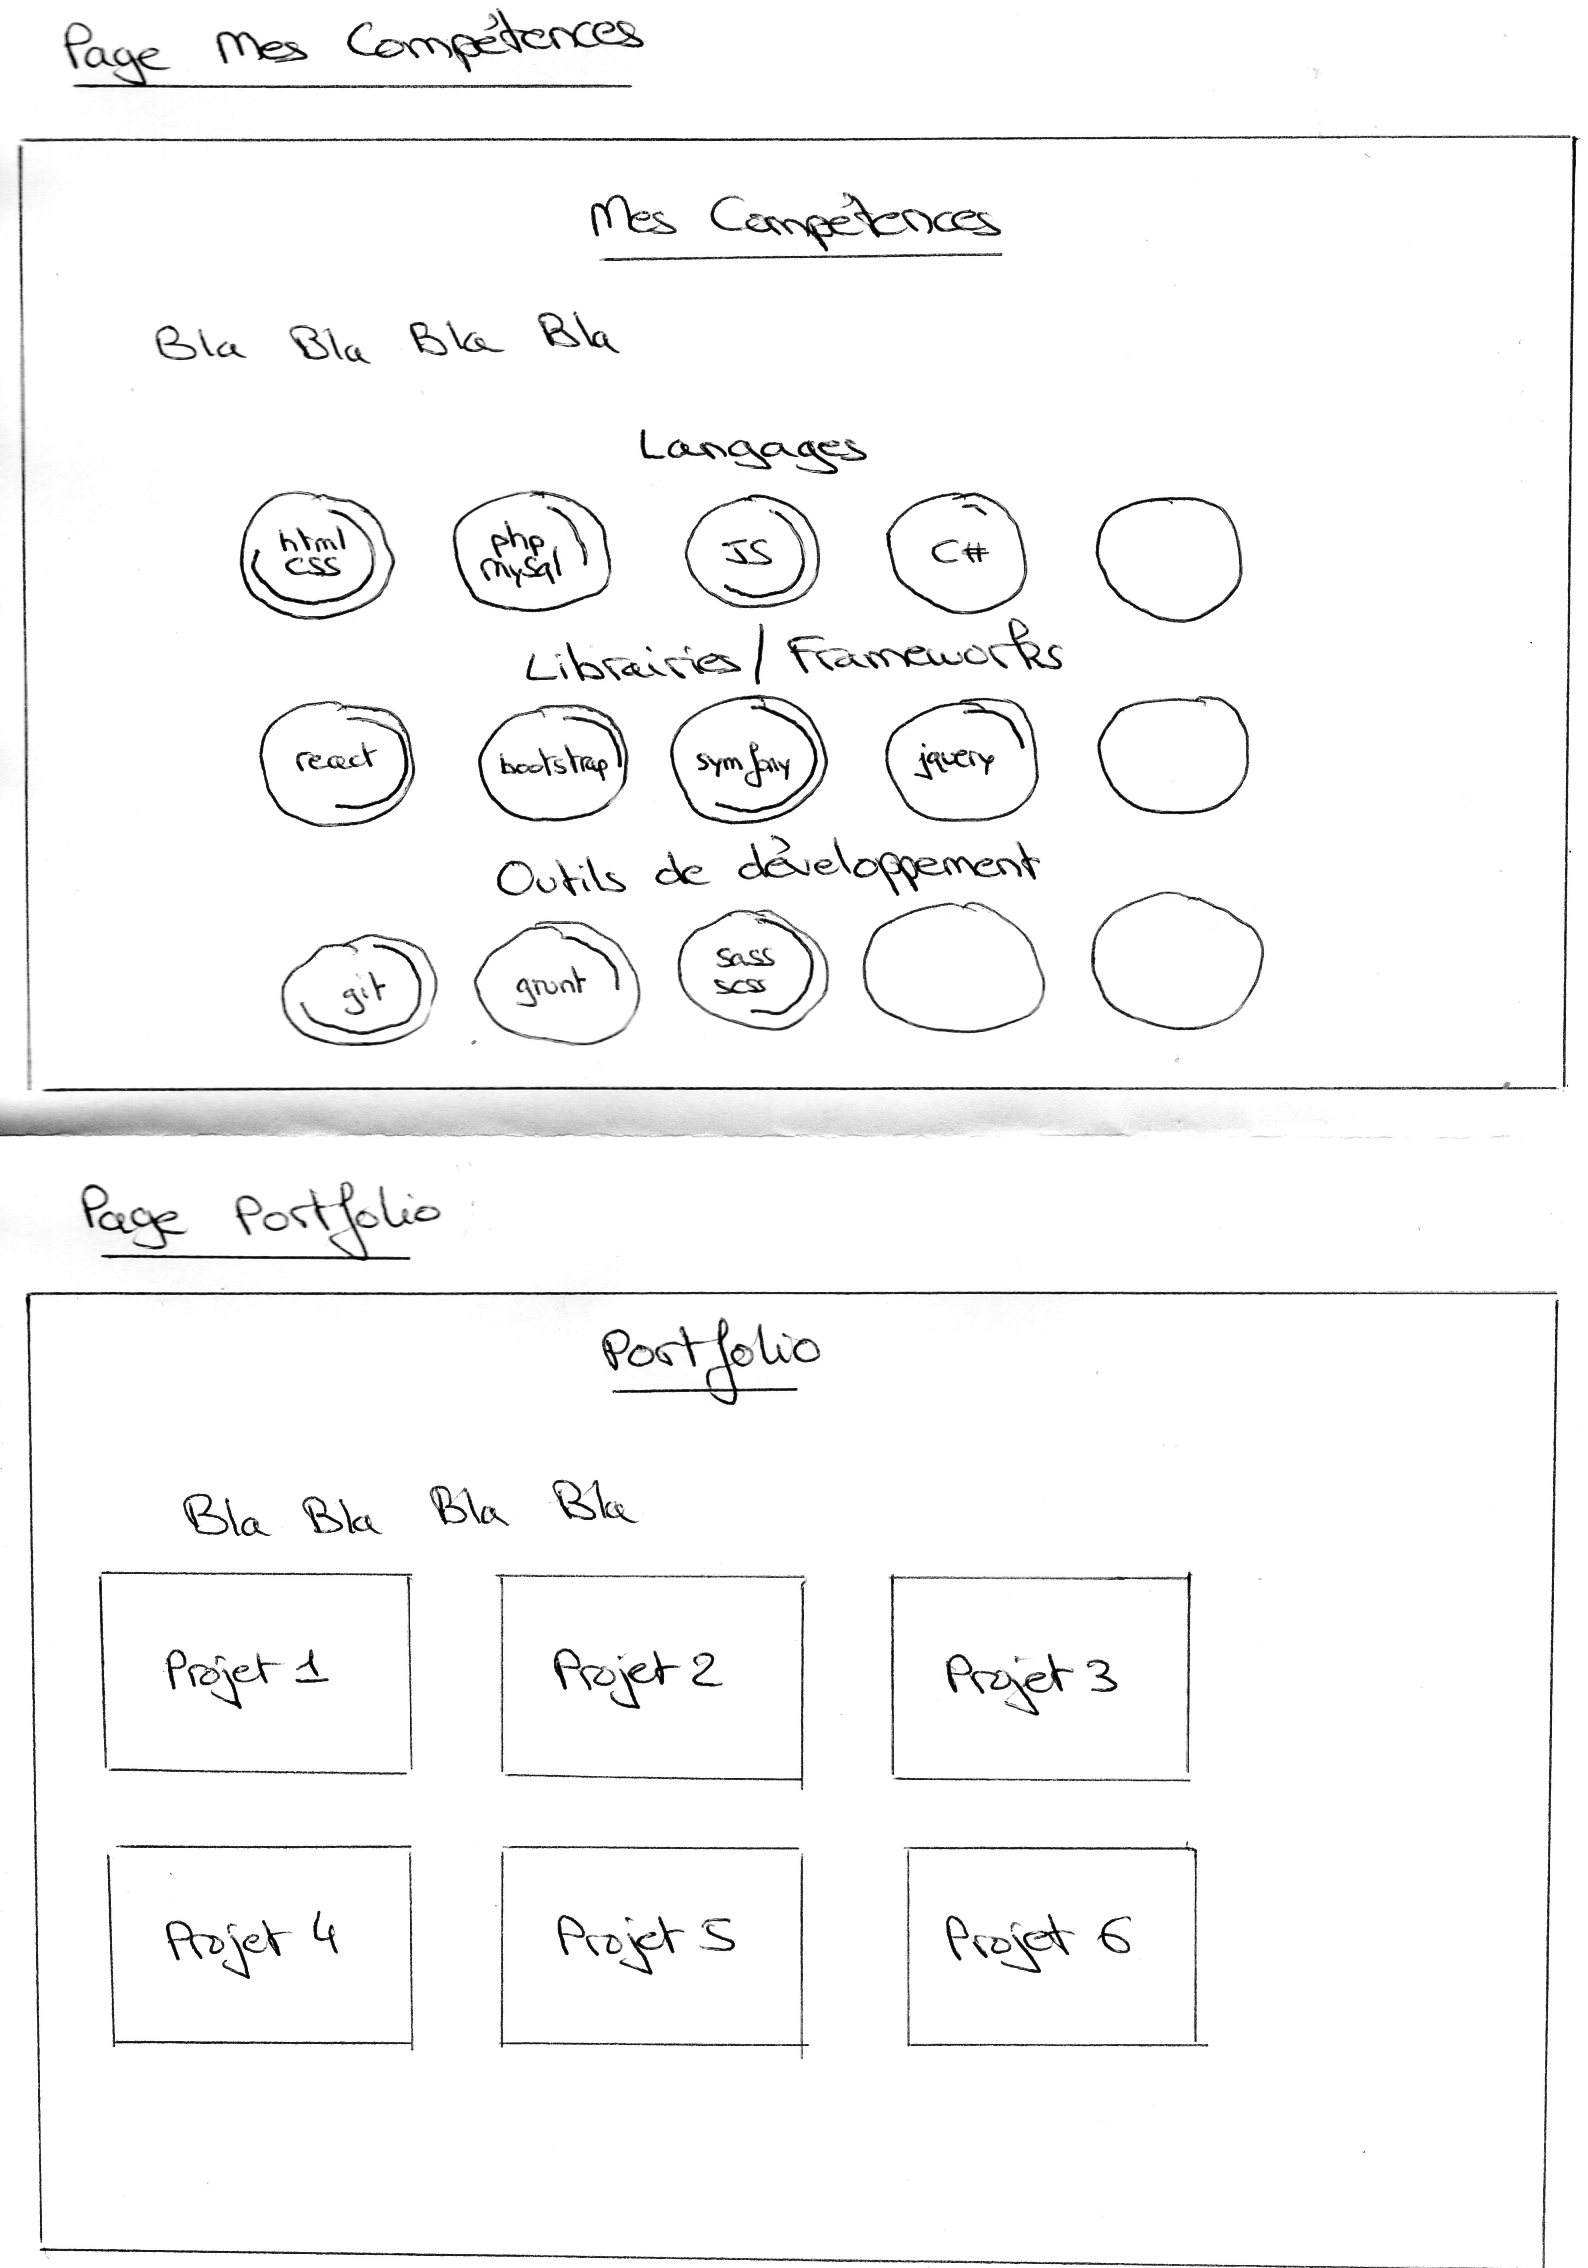 Page Mes Compétences
Mes Compétences
Bla Bla Bla Bla
Langages
html
css
php
mysql
JS
C#
Librairies / Frameworks
react
bootstrap
symfony
jquery
Outils de développement
git
grunt
sass
scss
Page Portfolio
Portfolio
Bla Bla Bla Bla
Projet 1
Projet 2
Projet 3
Projet 4
Projet 5
Projet 6